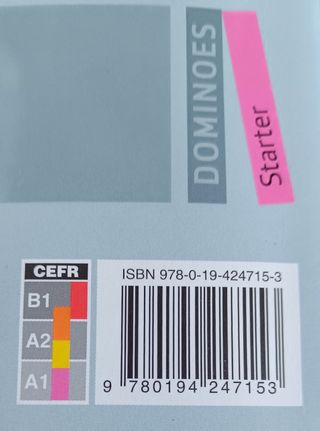 DOMINOES
Starter
CEFR
B1
A2
A1
ISBN 978-0-19-424715-3
9 780194 247153